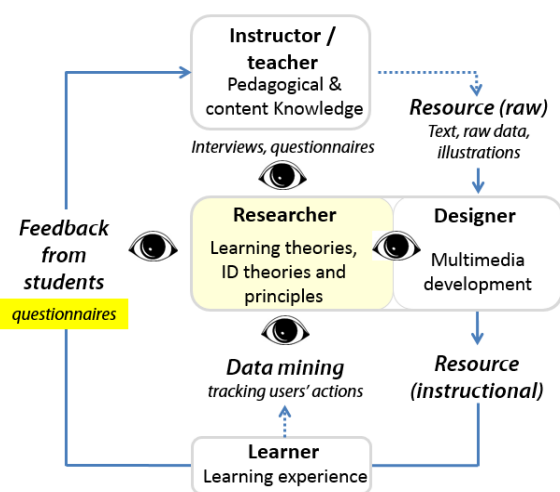 Instructor /
teacher
Pedagogical &
content Knowledge
Resource (raw)
Text, raw data,
illustrations
Interviews, questionnaires
Researcher
Learning theories,
ID theories and
principles
Designer
Multimedia
development
Feedback
from
students
questionnaires
Data mining
tracking users' actions
Resource
(instructional)
Learner
Learning experience